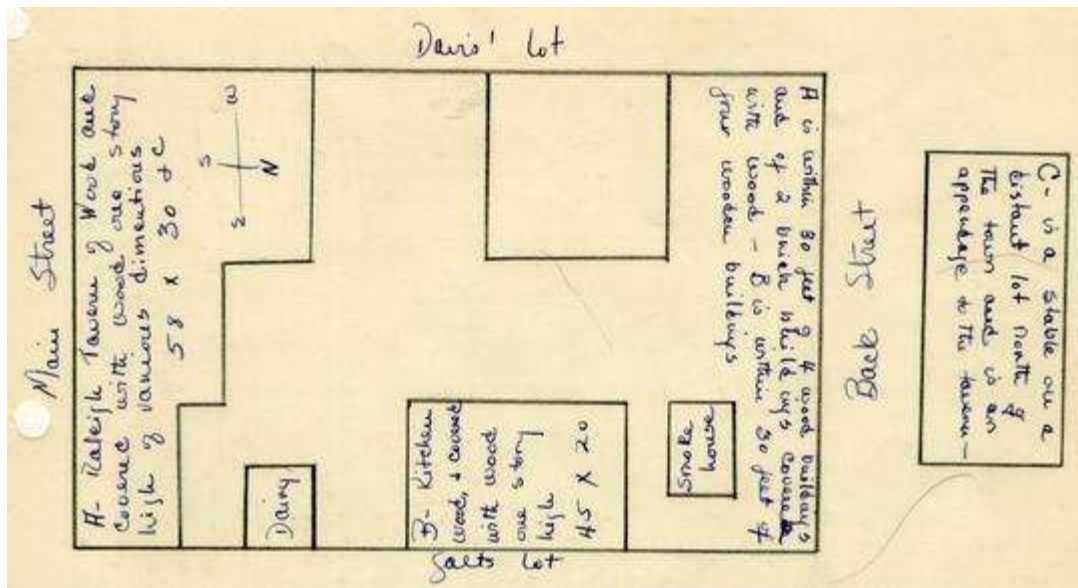 Davis' Lot
Main Street
A- Raleigh Tavern of Wood and
Covered with wood one story
high of various dimentions
58 x 30 + c
W
S
N
E
Dairy
B- Kitchen
wood, & covered
with wood
one story
high
45 X 20
Smoke
house
A is within 30 feet of 4 wood buildings
and of 2 brick buildings covered
with wood - B is within 30 feet of
four wooden buildings
Back Street
C- is a stable on a
distant lot north of
the town and is an
appendage to the tavern-
Galts Lot